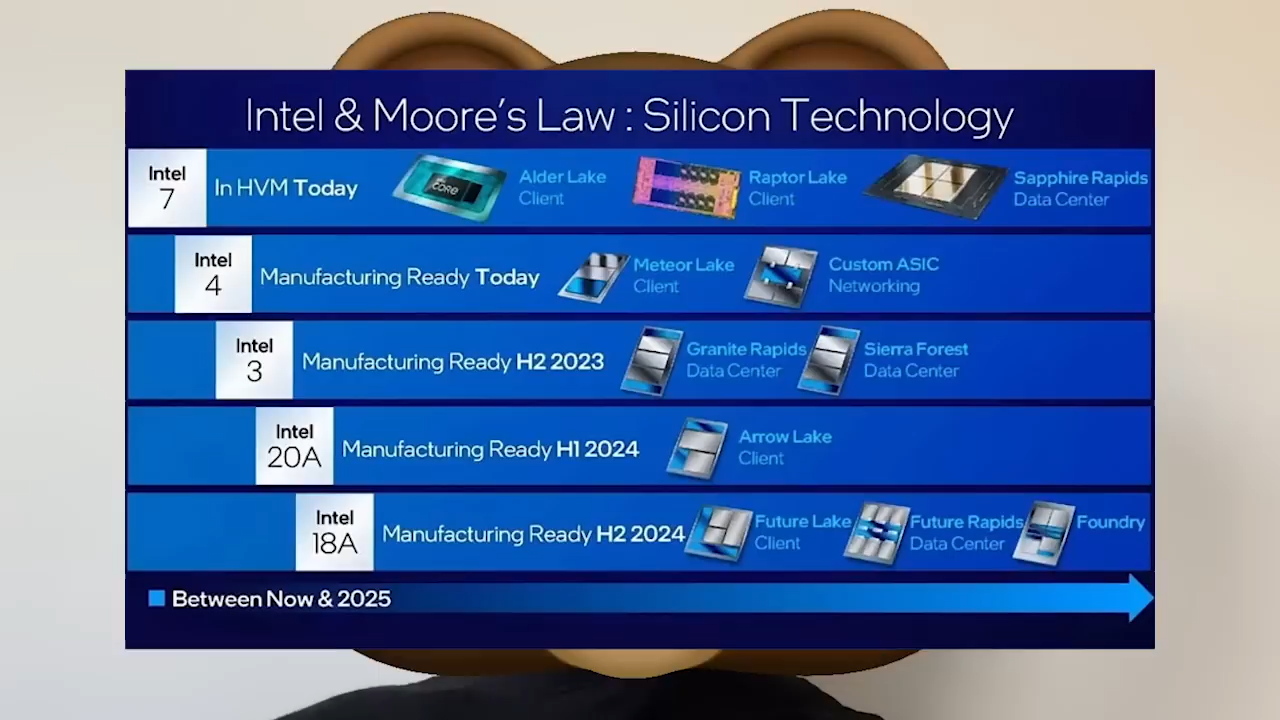 Intel & Moore's Law : Silicon Technology
Intel
7
In HVM Today
CORE
Alder Lake
Client
Raptor Lake
Client
Sapphire Rapids
Data Center
Intel
4
Manufacturing Ready Today
Meteor Lake
Client
Custom ASIC
Networking
Intel
3
Manufacturing Ready H2 2023
Granite Rapids
Data Center
Sierra Forest
Data Center
Intel
20A
Manufacturing Ready H1 2024
Arrow Lake
Client
Intel
18A
Manufacturing Ready H2 2024
Future Lake
Client
Future Rapids
Data Center
Foundry
Between Now & 2025